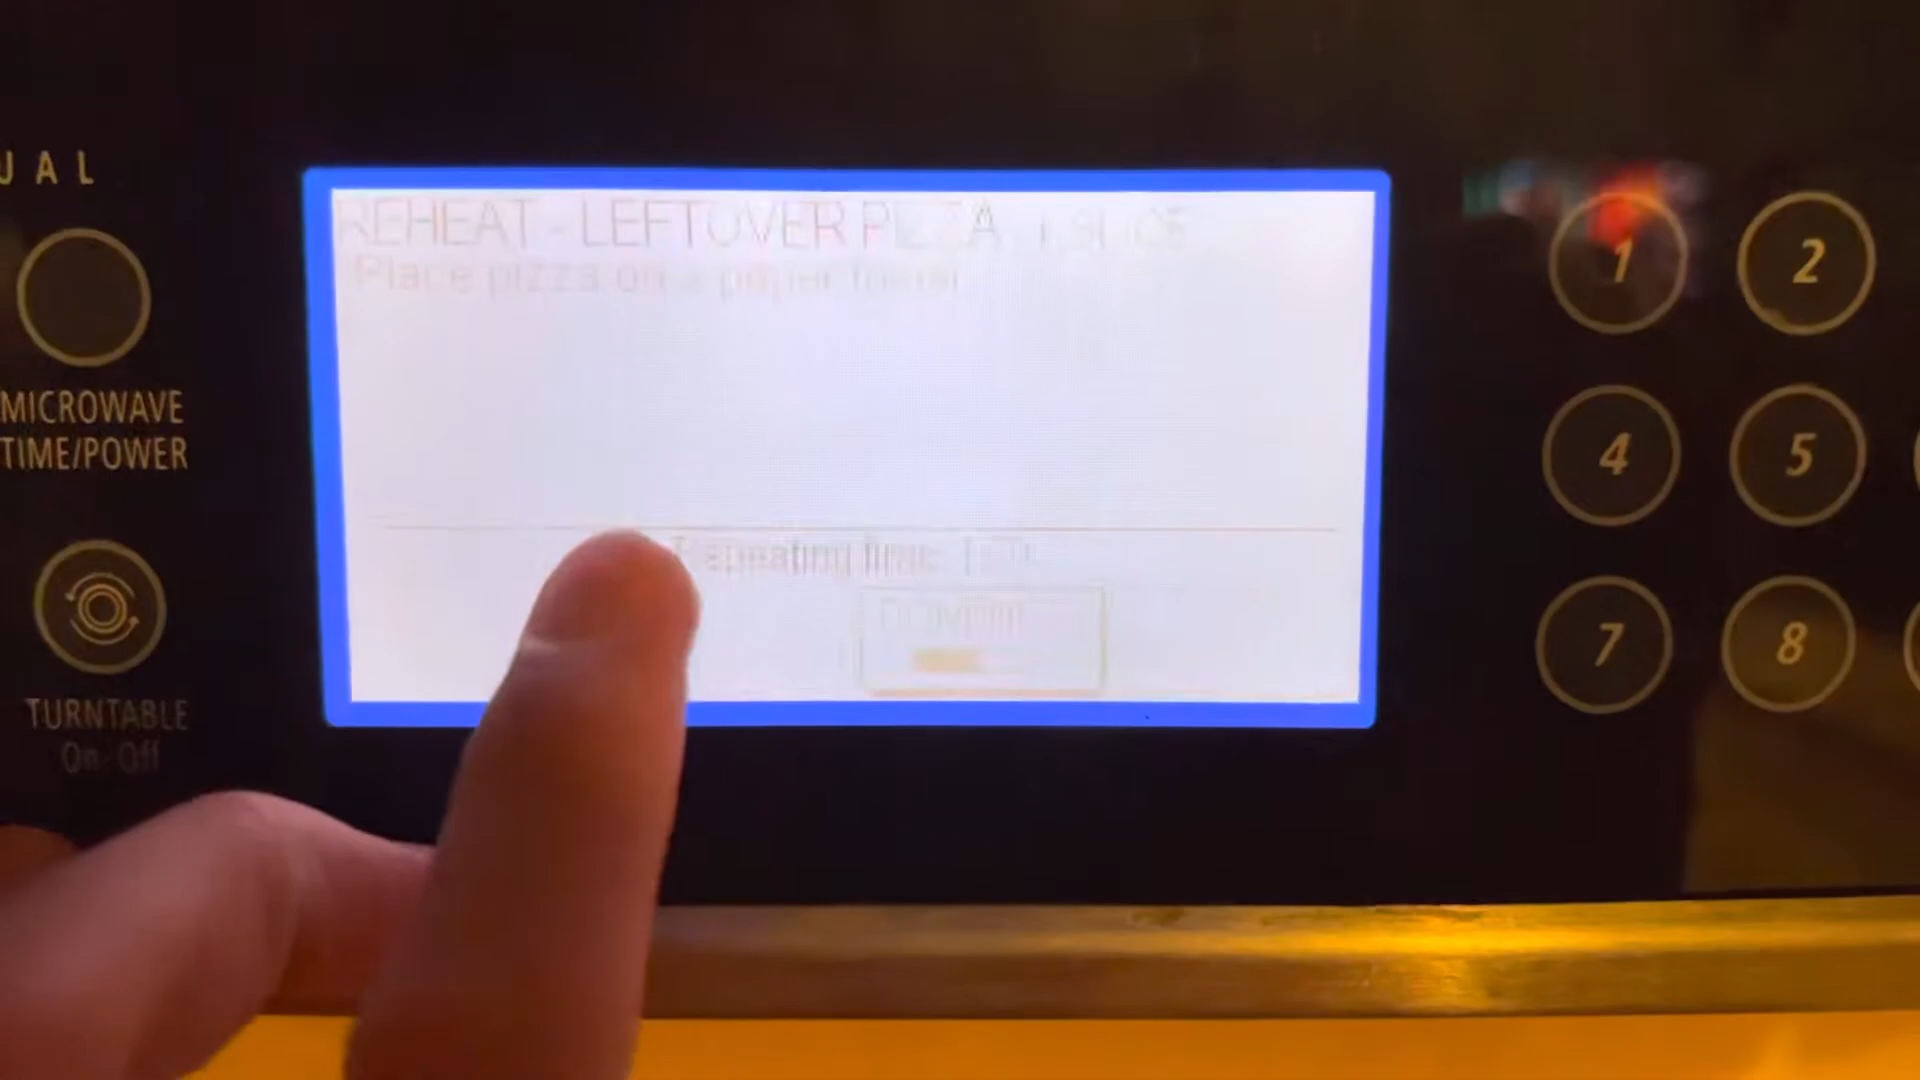 UAL
MICROWAVE
TIME/POWER
TURNTABLE
On/Off
REHEAT - LEFTOVER PIZZA 1 SLICE
Place pizza on a paper towel
time:
1
2
4
5
7
8